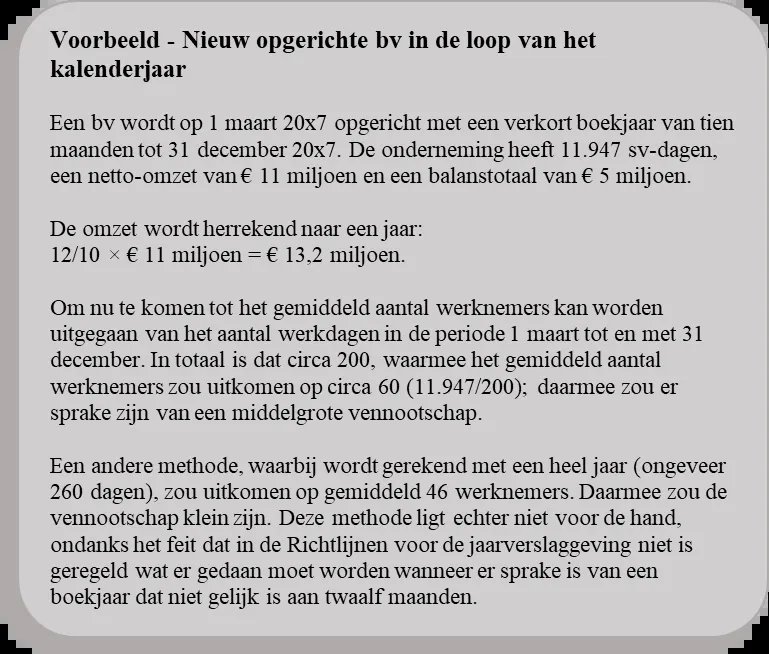 Voorbeeld - Nieuw opgerichte bv in de loop van het
kalenderjaar
Een bv wordt op 1 maart 20x7 opgericht met een verkort boekjaar van tien
maanden tot 31 december 20x7. De onderneming heeft 11.947 sv-dagen,
een netto-omzet van € 11 miljoen en een balanstotaal van € 5 miljoen.
De omzet wordt herrekend naar een jaar:
12/10 × € 11 miljoen = € 13,2 miljoen.
Om nu te komen tot het gemiddeld aantal werknemers kan worden
uitgegaan van het aantal werkdagen in de periode 1 maart tot en met 31
december. In totaal is dat circa 200, waarmee het gemiddeld aantal
werknemers zou uitkomen op circa 60 (11.947/200); daarmee zou er
sprake zijn van een middelgrote vennootschap.
Een andere methode, waarbij wordt gerekend met een heel jaar (ongeveer
260 dagen), zou uitkomen op gemiddeld 46 werknemers. Daarmee zou de
vennootschap klein zijn. Deze methode ligt echter niet voor de hand,
ondanks het feit dat in de Richtlijnen voor de jaarverslaggeving niet is
geregeld wat er gedaan moet worden wanneer er sprake is van een
boekjaar dat niet gelijk is aan twaalf maanden.